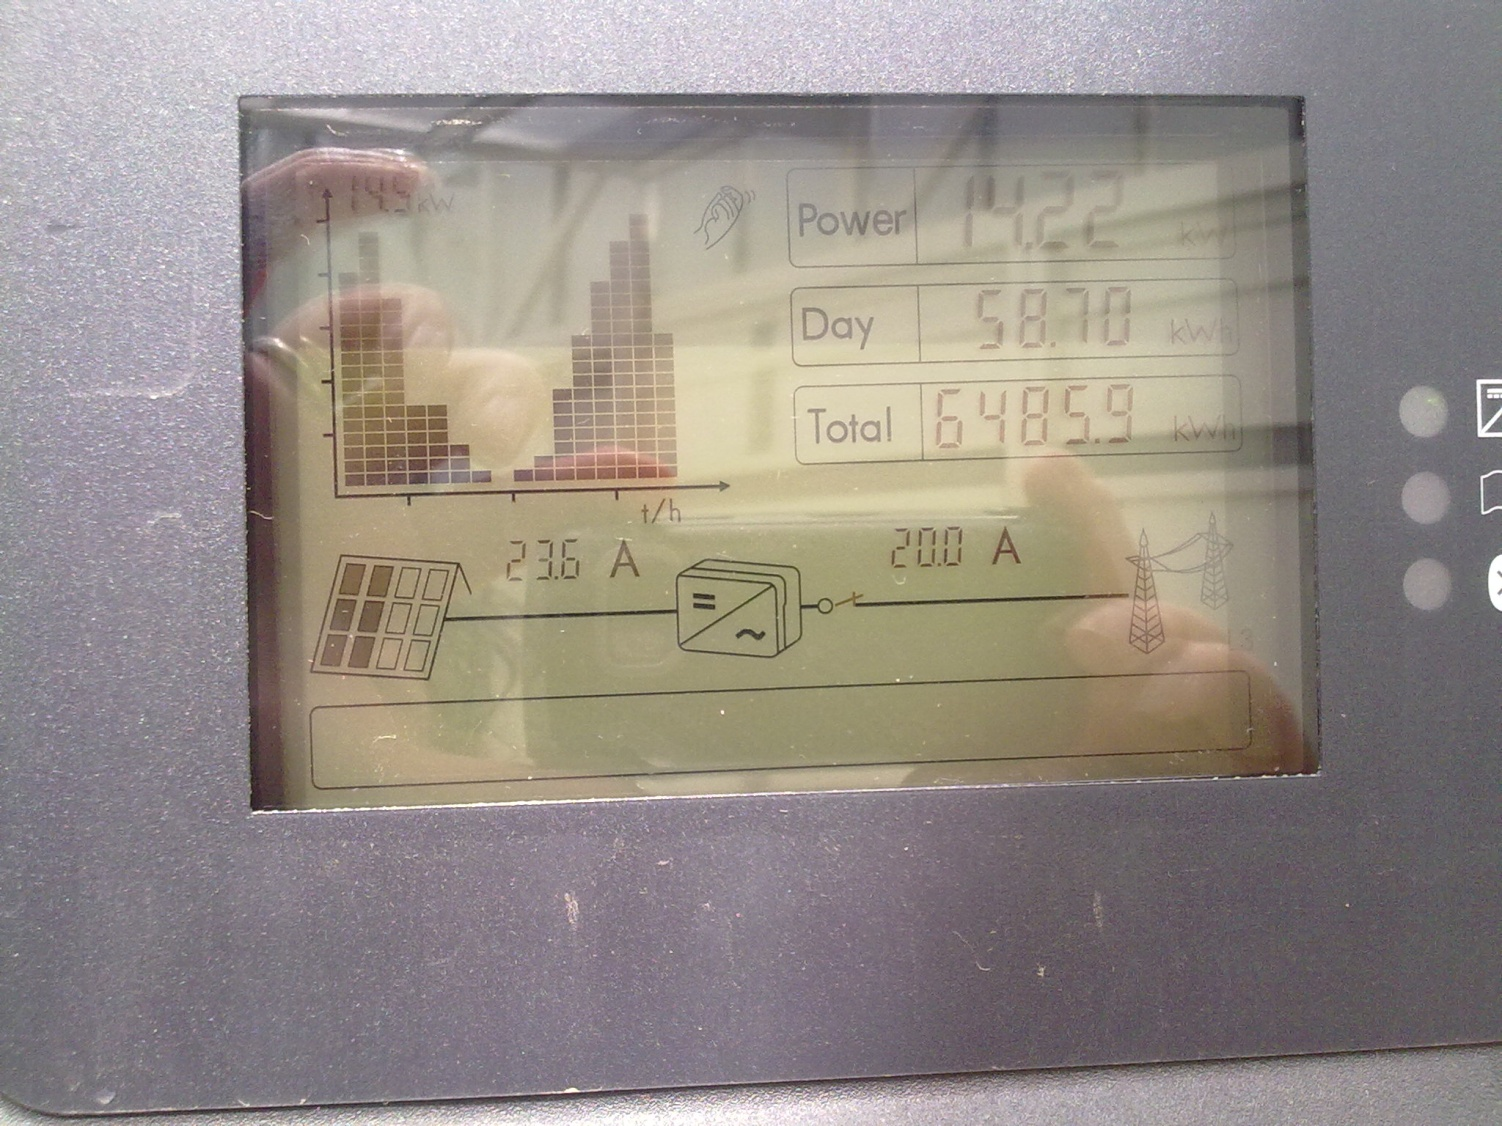 kW
Power 14.22 kW
Day 58.70 kWh
Total 6485.9 kWh
t/h
23.6 A
20.0 A